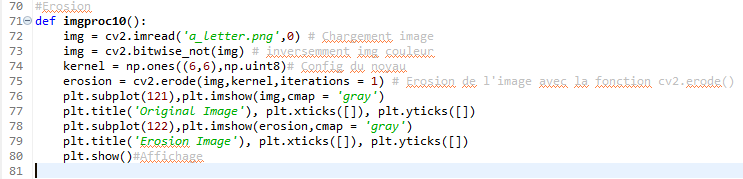 70 #Erosion
71 def imgproc10():
72 img = cv2.imread('a_letter.png',0) # Chargement image
73 img = cv2.bitwise_not(img) # inversemment img couleur
74 kernel = np.ones((6,6),np.uint8)# Config du noyau
75 erosion = cv2.erode(img,kernel,iterations = 1) # Erosion de l'image avec la fonction cv2.erode()
76 plt.subplot(121),plt.imshow(img,cmap = 'gray')
77 plt.title('Original Image'), plt.xticks([]), plt.yticks([])
78 plt.subplot(122),plt.imshow(erosion,cmap = 'gray')
79 plt.title('Erosion Image'), plt.xticks([]), plt.yticks([])
80 plt.show()#Affichage
81